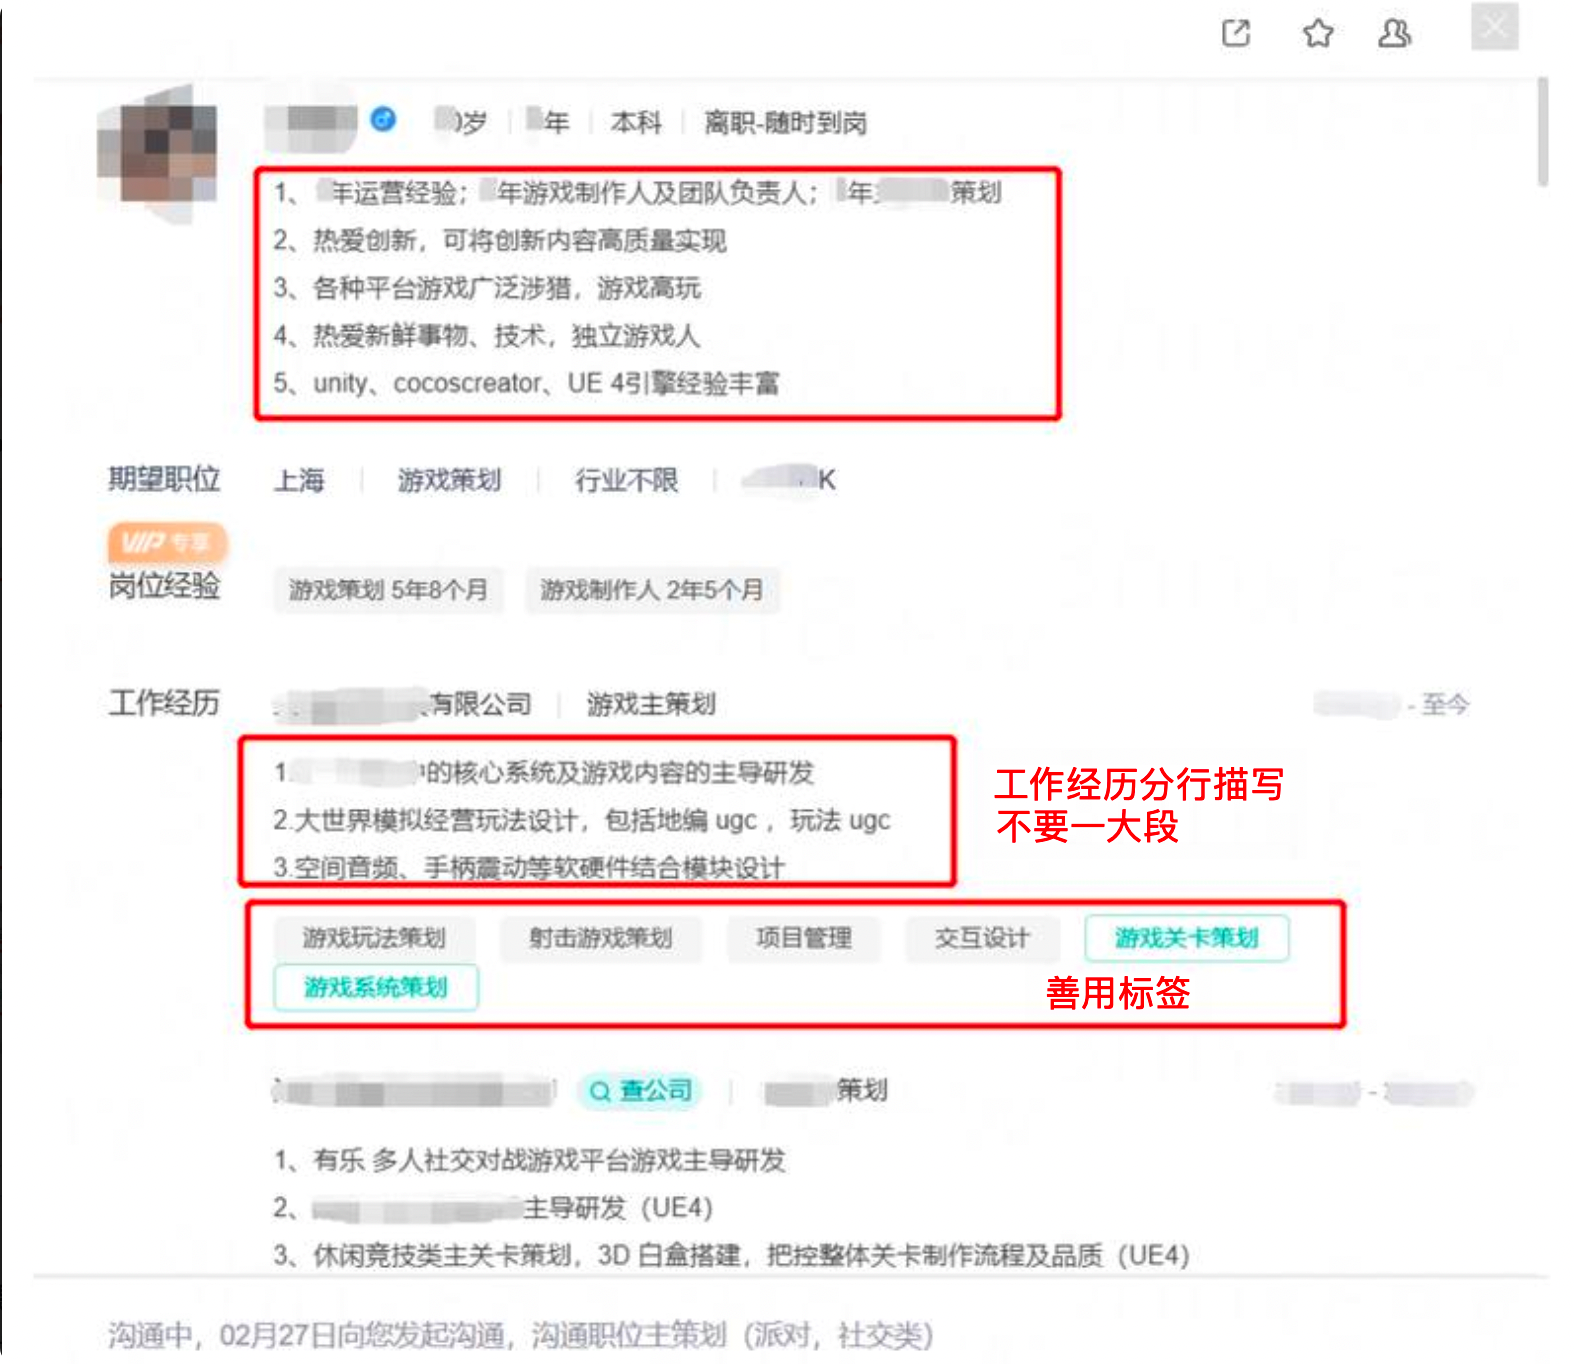 岁 年 本科 离职-随时到岗
1、 年运营经验； 年游戏制作人及团队负责人； 年 策划
2、热爱创新，可将创新内容高质量实现
3、各种平台游戏广泛涉猎，游戏高玩
4、热爱新鲜事物、技术，独立游戏人
5、unity、cocoscreator、UE 4引擎经验丰富
期望职位 上海 游戏策划 行业不限 K
VIP 专享
岗位经验 游戏策划 5年8个月 游戏制作人 2年5个月
工作经历 有限公司 游戏主策划 - 至今
1. 的核心系统及游戏内容的主导研发
2.大世界模拟经营玩法设计，包括地编 ugc ，玩法 ugc
3.空间音频、手柄震动等软硬件结合模块设计
工作经历分行描写
不要一大段
游戏玩法策划 射击游戏策划 项目管理 交互设计 游戏关卡策划
游戏系统策划
善用标签
查公司 策划 -
1、有乐 多人社交对战游戏平台游戏主导研发
2、 主导研发（UE4）
3、休闲竞技类主关卡策划，3D 白盒搭建，把控整体关卡制作流程及品质（UE4）
沟通中，02月27日向您发起沟通，沟通职位主策划（派对，社交类）